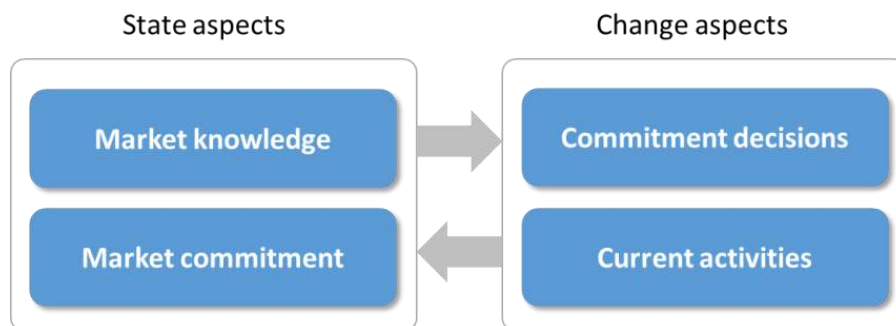 State aspects
Change aspects
Market knowledge
Commitment decisions
Market commitment
Current activities